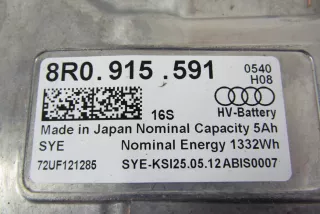 8R0.915.591
0540
H08
16S
HV-Battery
Made in Japan Nominal Capacity 5Ah
SYE Nominal Energy 1332Wh
72UF121285 SYE-KSI25.05.12ABIS0007